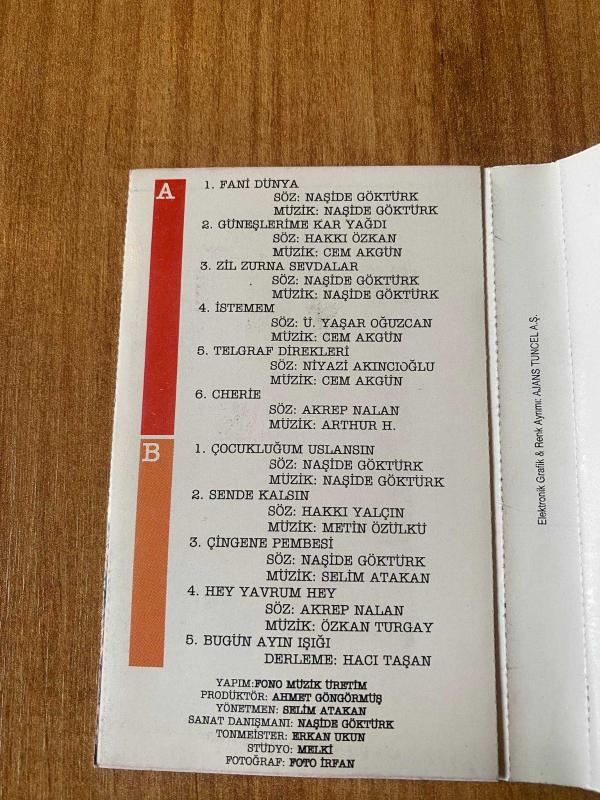 A
1. FANİ DÜNYA
SÖZ: NAŞİDE GÖKTÜRK
MÜZİK: NAŞİDE GÖKTÜRK
2. GÜNEŞLERİME KAR YAĞDI
SÖZ: HAKKI ÖZKAN
MÜZİK: CEM AKGÜN
3. ZİL ZURNA SEVDALAR
SÖZ: NAŞİDE GÖKTÜRK
MÜZİK: NAŞİDE GÖKTÜRK
4. İSTEMEM
SÖZ: Ü. YAŞAR OĞUZCAN
MÜZİK: CEM AKGÜN
5. TELGRAF DİREKLERİ
SÖZ: NİYAZİ AKINCIOĞLU
MÜZİK: CEM AKGÜN
6. CHERIE
SÖZ: AKREP NALAN
MÜZİK: ARTHUR H.
B
1. ÇOCUKLUĞUM USLANSIN
SÖZ: NAŞİDE GÖKTÜRK
MÜZİK: NAŞİDE GÖKTÜRK
2. SENDE KALSIN
SÖZ: HAKKI YALÇIN
MÜZİK: METİN ÖZÜLKÜ
3. ÇİNGENE PEMBESİ
SÖZ: NAŞİDE GÖKTÜRK
MÜZİK: SELİM ATAKAN
4. HEY YAVRUM HEY
SÖZ: AKREP NALAN
MÜZİK: ÖZKAN TURGAY
5. BUGÜN AYIN IŞIĞI
DERLEME: HACI TAŞAN
YAPIM:FONO MÜZİK ÜRETİM
PRODÜKTÖR: AHMET GÖNGÖRMÜŞ
YÖNETMEN: SELİM ATAKAN
SANAT DANIŞMANI: NAŞİDE GÖKTÜRK
TONMEISTER: ERKAN UKUN
STÜDYO: MELKİ
FOTOĞRAF: FOTO İRFAN
Elektronik Grafik & Renk Ayrımı: AJANS TUNCEL A.Ş.